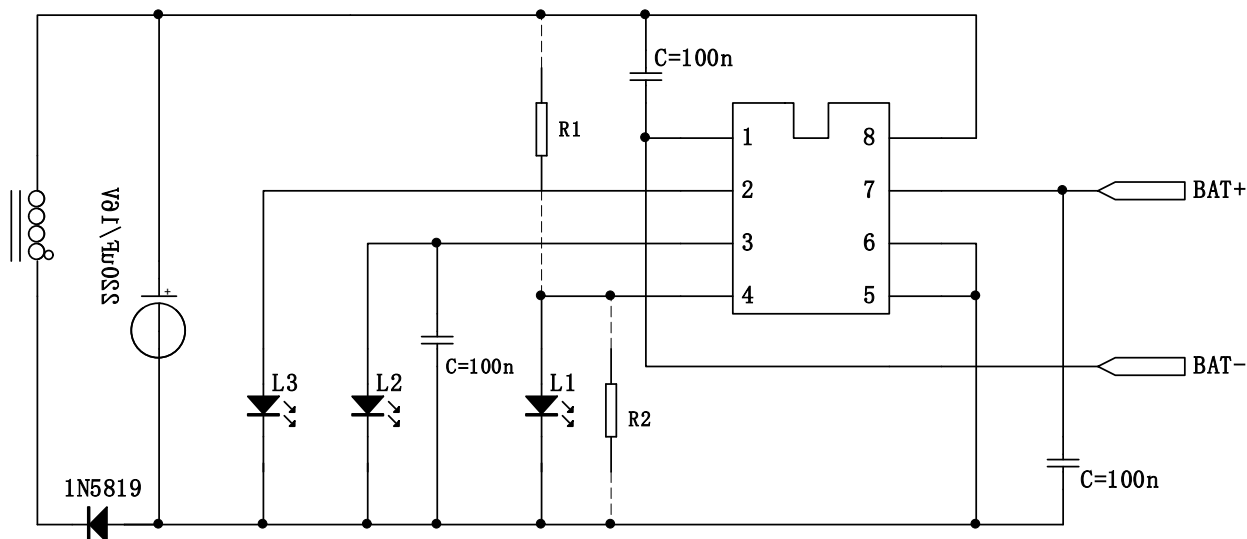 C=100n
R1
1 8
2 7
BAT+
220uF/16V
+
3 6
4 5
C=100n
BAT-
L3
L2
L1
R2
1N5819
C=100n